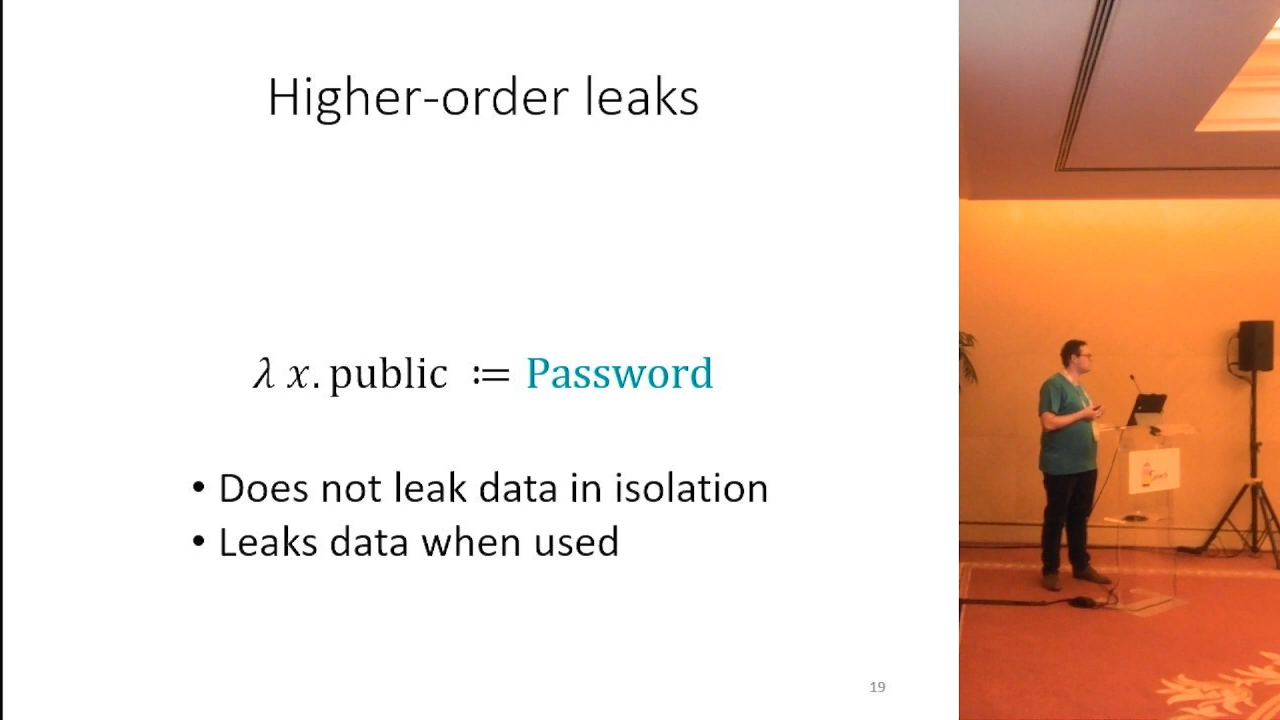 Higher-order leaks
λ x. public := Password
• Does not leak data in isolation
• Leaks data when used
19